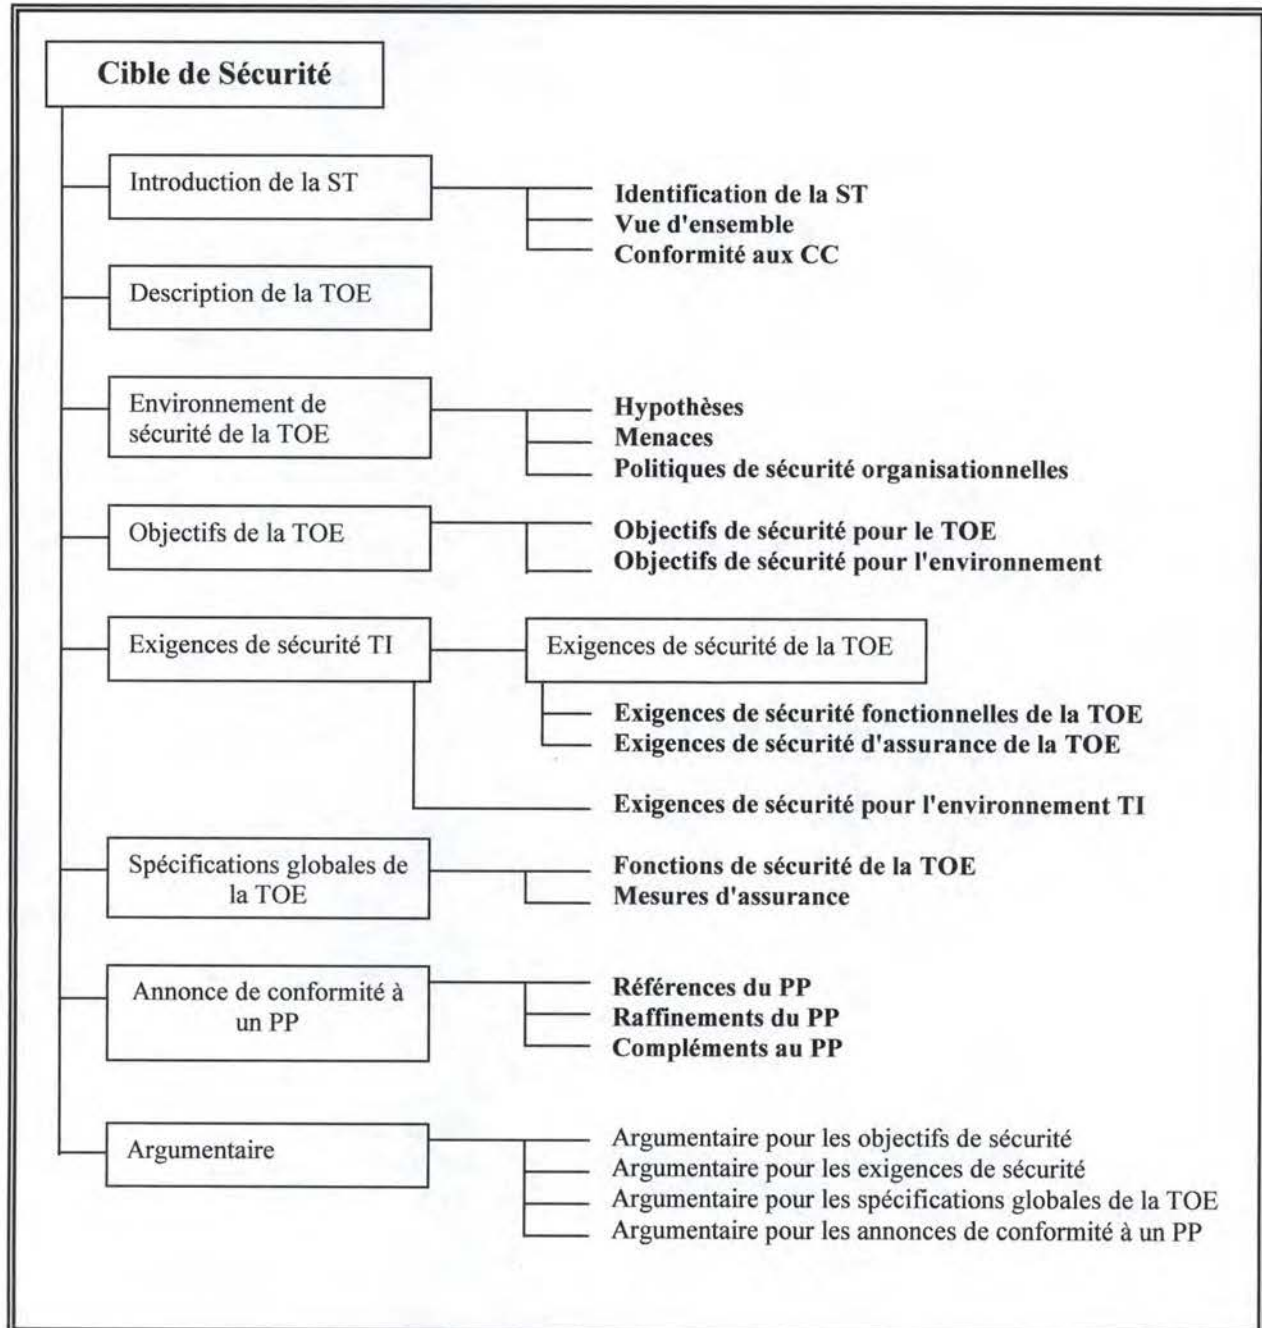 Cible de Sécurité
Introduction de la ST
Identification de la ST
Vue d'ensemble
Conformité aux CC
Description de la TOE
Environnement de
sécurité de la TOE
Hypothèses
Menaces
Politiques de sécurité organisationnelles
Objectifs de la TOE
Objectifs de sécurité pour le TOE
Objectifs de sécurité pour l'environnement
Exigences de sécurité TI
Exigences de sécurité de la TOE
Exigences de sécurité fonctionnelles de la TOE
Exigences de sécurité d'assurance de la TOE
Exigences de sécurité pour l'environnement TI
Spécifications globales de
la TOE
Fonctions de sécurité de la TOE
Mesures d'assurance
Annonce de conformité à
un PP
Références du PP
Raffinements du PP
Compléments au PP
Argumentaire
Argumentaire pour les objectifs de sécurité
Argumentaire pour les exigences de sécurité
Argumentaire pour les spécifications globales de la TOE
Argumentaire pour les annonces de conformité à un PP